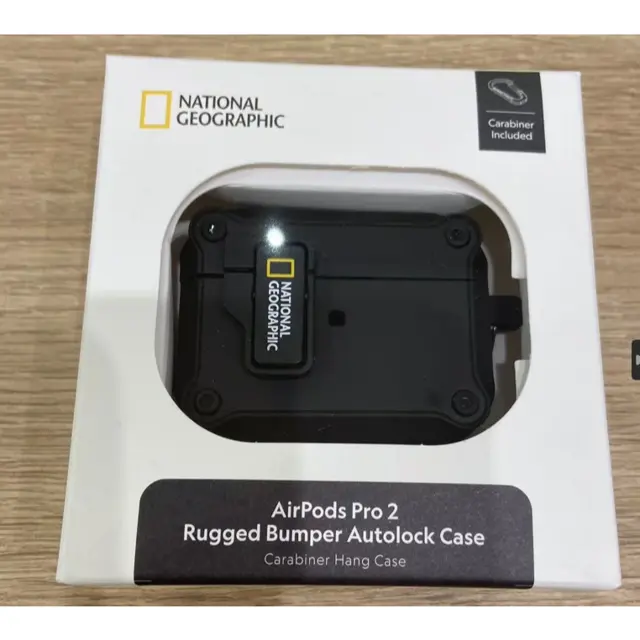 NATIONAL
GEOGRAPHIC
Carabiner
Included
NATIONAL
GEOGRAPHIC
AirPods Pro 2
Rugged Bumper Autolock Case
Carabiner Hang Case